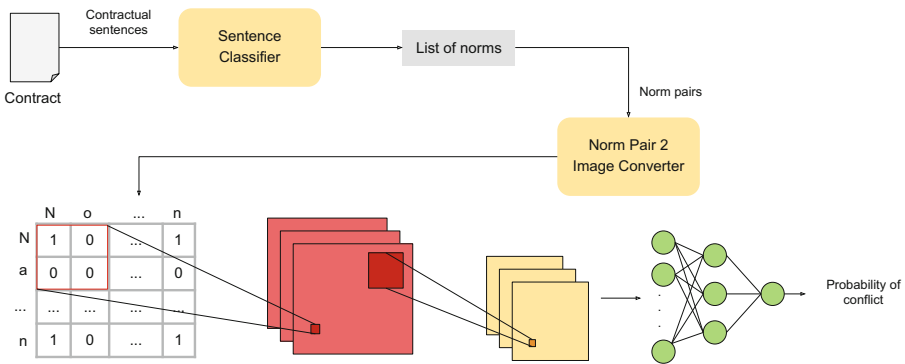 Contractual
sentences
Sentence
Classifier
List of norms
Contract
Norm pairs
Norm Pair 2
Image Converter
N o ... n
N 1 0 ... 1
a 0 0 ... 0
... ... ... ...
n 1 0 ... 1
.
.
.
.
.
Probability of
conflict